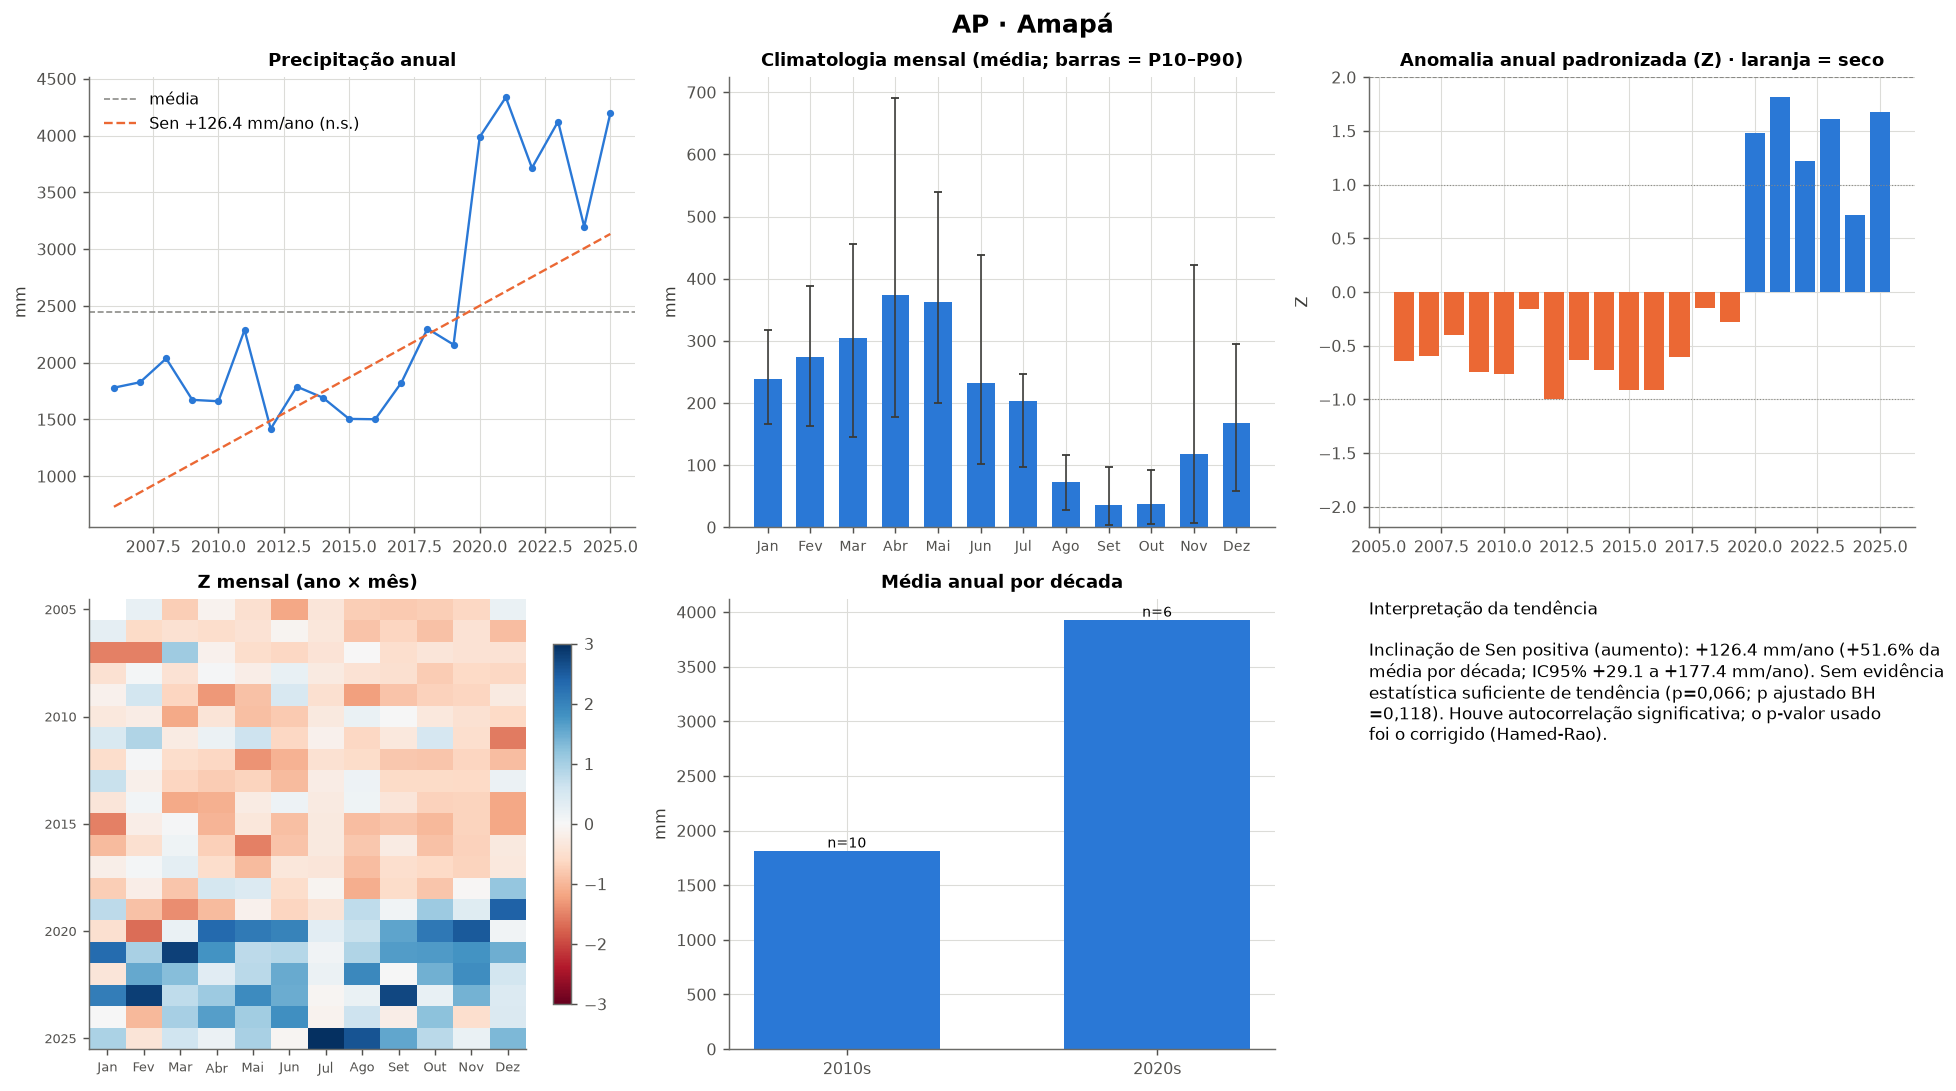 AP · Amapá
Precipitação anual
4500
4000
3500
3000
2500
2000
1500
1000
mm
média
Sen +126.4 mm/ano (n.s.)
2007.5 2010.0 2012.5 2015.0 2017.5 2020.0 2022.5 2025.0
Climatologia mensal (média; barras = P10–P90)
700
600
500
400
300
200
100
0
mm
Jan Fev Mar Abr Mai Jun Jul Ago Set Out Nov Dez
Anomalia anual padronizada (Z) · laranja = seco
2.0
1.5
1.0
0.5
0.0
−0.5
−1.0
−1.5
−2.0
Z
2005.0 2007.5 2010.0 2012.5 2015.0 2017.5 2020.0 2022.5 2025.0
Z mensal (ano × mês)
2005
2010
2015
2020
2025
Jan Fev Mar Abr Mai Jun Jul Ago Set Out Nov Dez
3
2
1
0
−1
−2
−3
Média anual por década
4000
3500
3000
2500
2000
1500
1000
500
0
mm
n=10
n=6
2010s 2020s
Interpretação da tendência
Inclinação de Sen positiva (aumento): +126.4 mm/ano (+51.6% da
média por década; IC95% +29.1 a +177.4 mm/ano). Sem evidência
estatística suficiente de tendência (p=0,066; p ajustado BH
=0,118). Houve autocorrelação significativa; o p-valor usado
foi o corrigido (Hamed-Rao).